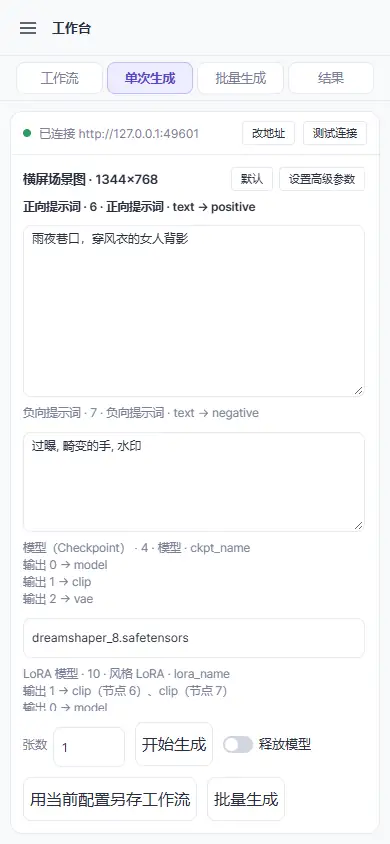 工作台
工作流 单次生成 批量生成 结果
已连接 http://127.0.0.1:49601 改地址 测试连接
横屏场景图 · 1344×768 默认 设置高级参数
正向提示词 · 6 · 正向提示词 · text → positive
雨夜巷口，穿风衣的女人背影
负向提示词 · 7 · 负向提示词 · text → negative
过曝, 畸变的手, 水印
模型（Checkpoint） · 4 · 模型 · ckpt_name
输出 0 → model
输出 1 → clip
输出 2 → vae
dreamshaper_8.safetensors
LoRA 模型 · 10 · 风格 LoRA · lora_name
输出 1 → clip（节点 6）、clip（节点 7）
输出 0 → model
张数 1 开始生成 释放模型
用当前配置另存工作流 批量生成